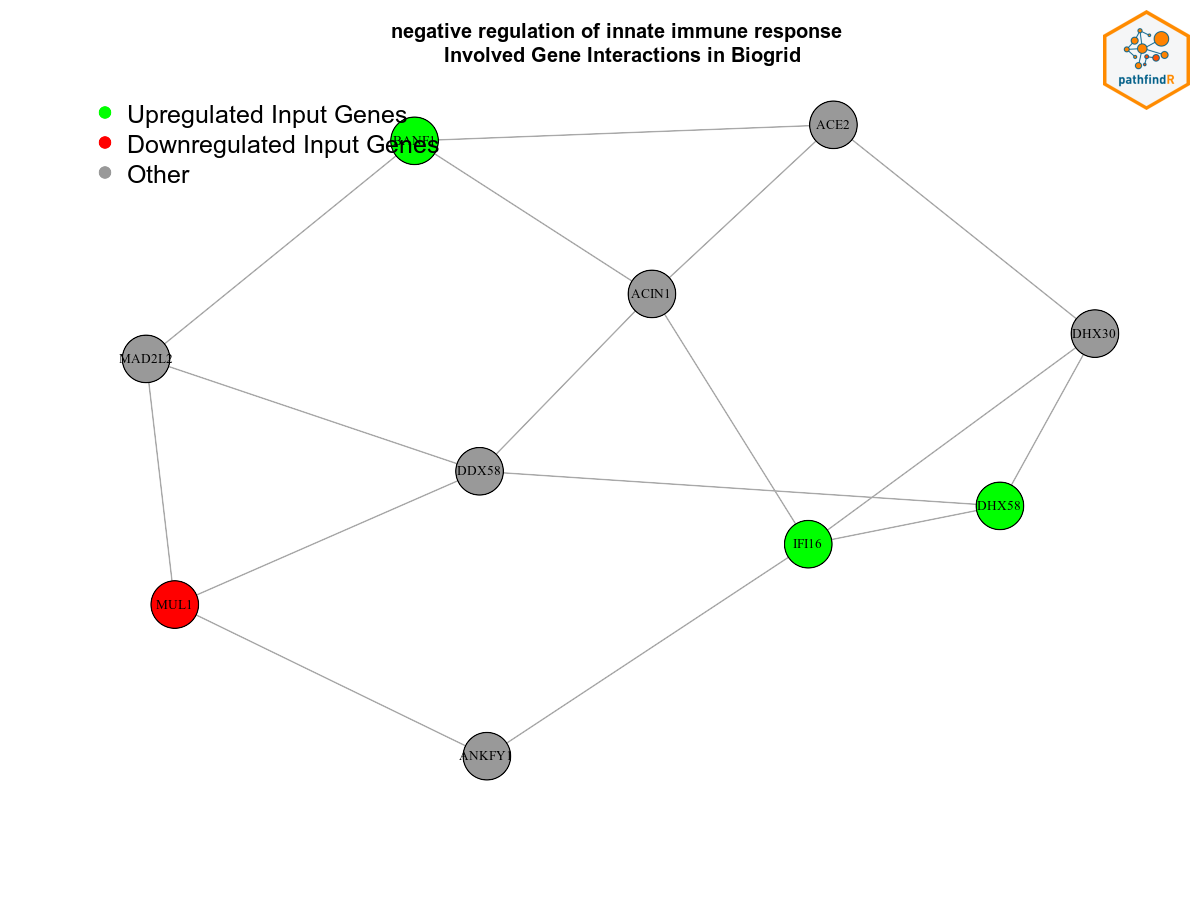 negative regulation of innate immune response
Involved Gene Interactions in Biogrid
pathfindR
Upregulated Input Genes
Downregulated Input Genes
Other
BANF1
ACE2
ACIN1
DHX30
MAD2L2
DDX58
DHX58
IFI16
MUL1
ANKFY1